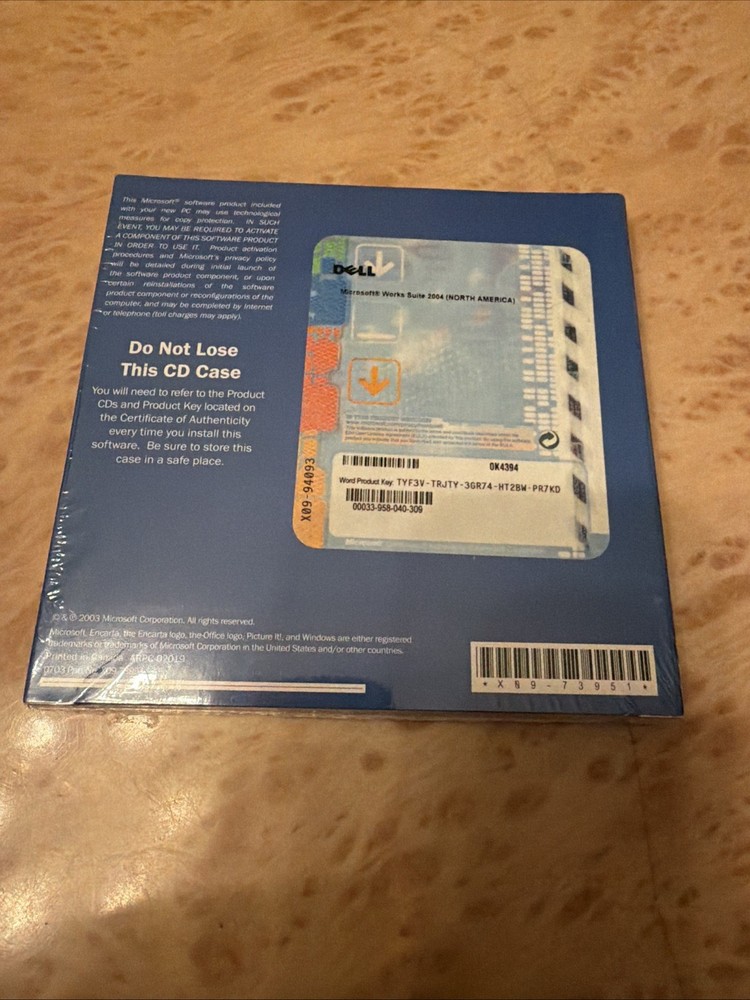 This Microsoft® software product included
with your new PC may use technological
measures for copy protection. IN SUCH
EVENT, YOU MAY BE REQUIRED TO ACTIVATE
A COMPONENT OF THIS SOFTWARE PRODUCT
IN ORDER TO USE IT. Product activation
procedures and Microsoft's privacy policy
will be detailed during initial launch of
the software product component, or upon
certain reinstallations of the software
product component or reconfigurations of the
computer, and may be completed by Internet
or telephone (toll charges may apply).
Do Not Lose
This CD Case
You will need to refer to the Product
CDs and Product Key located on
the Certificate of Authenticity
every time you install this
software. Be sure to store this
case in a safe place.
DELL
Microsoft® Works Suite 2004 (NORTH AMERICA)
X09-94093
0K4394
Word Product Key: TYF3V-TRJTY-3GR74-HT2BW-PR7KD
00033-958-040-309
Microsoft
© & ℗ 2003 Microsoft Corporation. All rights reserved.
Microsoft, Encarta, the Encarta logo, the Office logo, Picture It!, and Windows are either registered
trademarks or trademarks of Microsoft Corporation in the United States and/or other countries.
Printed in
0703
*X09-73951*